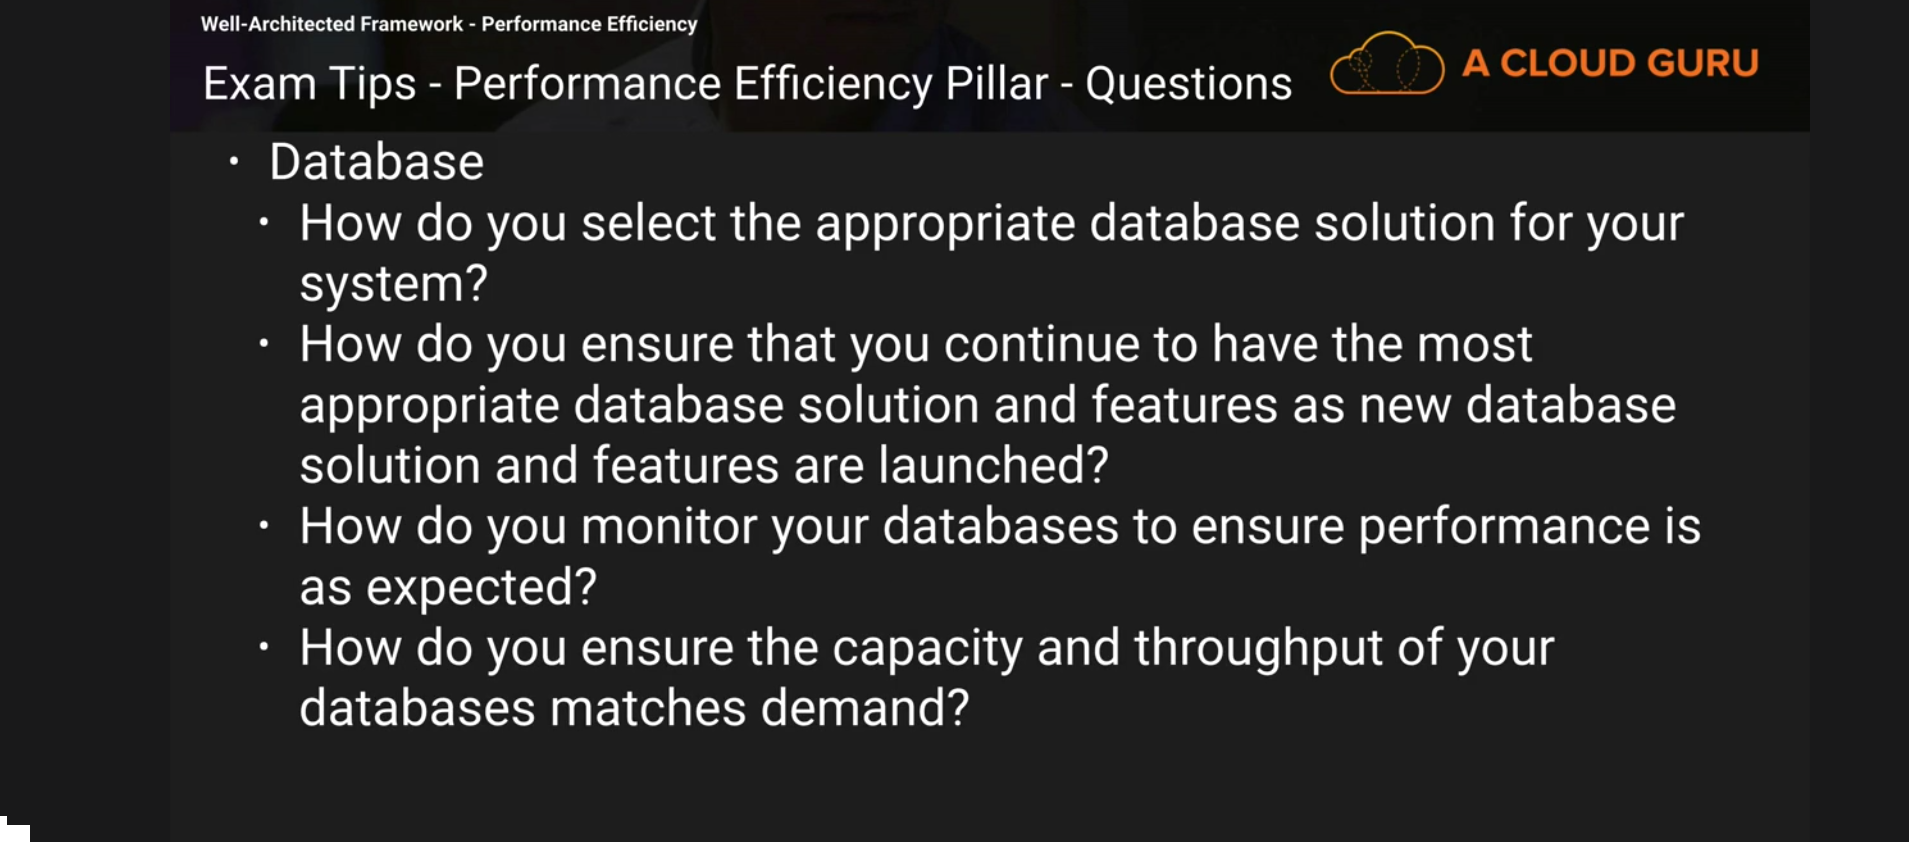 Well-Architected Framework - Performance Efficiency
Exam Tips - Performance Efficiency Pillar - Questions
A CLOUD GURU
• Database
• How do you select the appropriate database solution for your
system?
• How do you ensure that you continue to have the most
appropriate database solution and features as new database
solution and features are launched?
• How do you monitor your databases to ensure performance is
as expected?
• How do you ensure the capacity and throughput of your
databases matches demand?